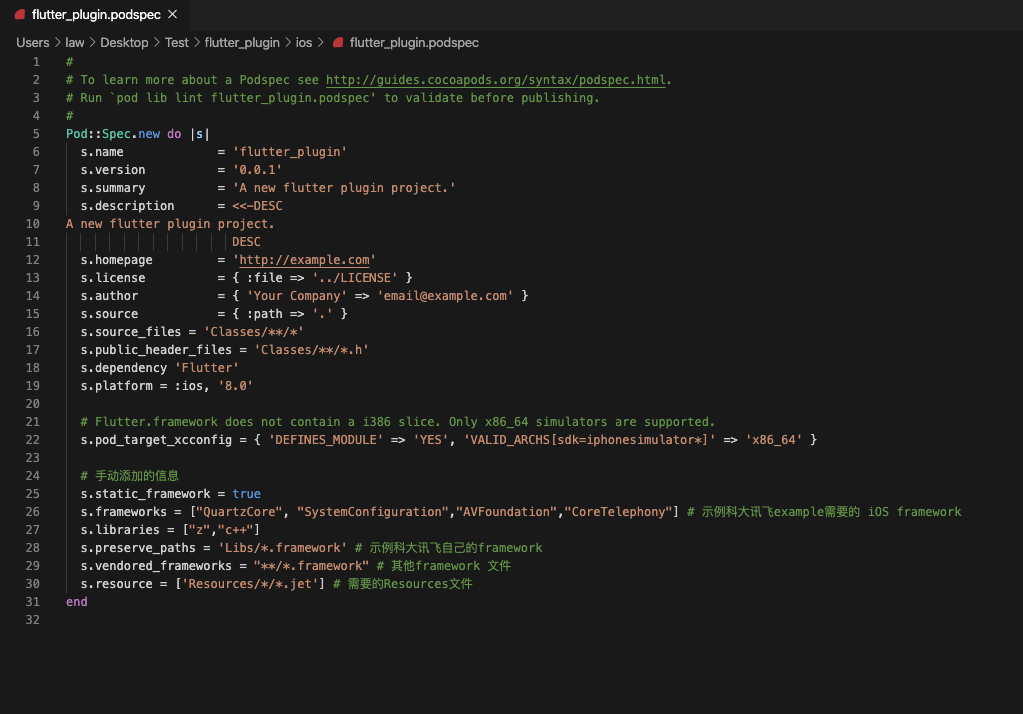 flutter_plugin.podspec
Users > law > Desktop > Test > flutter_plugin > ios > flutter_plugin.podspec
1 #
2 # To learn more about a Podspec see http://guides.cocoapods.org/syntax/podspec.html.
3 # Run `pod lib lint flutter_plugin.podspec' to validate before publishing.
4 #
5 Pod::Spec.new do |s|
6   s.name             = 'flutter_plugin'
7   s.version          = '0.0.1'
8   s.summary          = 'A new flutter plugin project.'
9   s.description      = <<-DESC
10 A new flutter plugin project.
11                        DESC
12   s.homepage         = 'http://example.com'
13   s.license          = { :file => '../LICENSE' }
14   s.author           = { 'Your Company' => 'email@example.com' }
15   s.source           = { :path => '.' }
16   s.source_files = 'Classes/**/*'
17   s.public_header_files = 'Classes/**/*.h'
18   s.dependency 'Flutter'
19   s.platform = :ios, '8.0'
20
21   # Flutter.framework does not contain a i386 slice. Only x86_64 simulators are supported.
22   s.pod_target_xcconfig = { 'DEFINES_MODULE' => 'YES', 'VALID_ARCHS[sdk=iphonesimulator*]' => 'x86_64' }
23
24   # 手动添加的信息
25   s.static_framework = true
26   s.frameworks = ["QuartzCore", "SystemConfiguration","AVFoundation","CoreTelephony"] # 示例科大讯飞example需要的 iOS framework
27   s.libraries = ["z","c++"]
28   s.preserve_paths = 'Libs/*.framework' # 示例科大讯飞自己的framework
29   s.vendored_frameworks = "**/*.framework" # 其他framework 文件
30   s.resource = ['Resources/*/*.jet'] # 需要的Resources文件
31 end
32